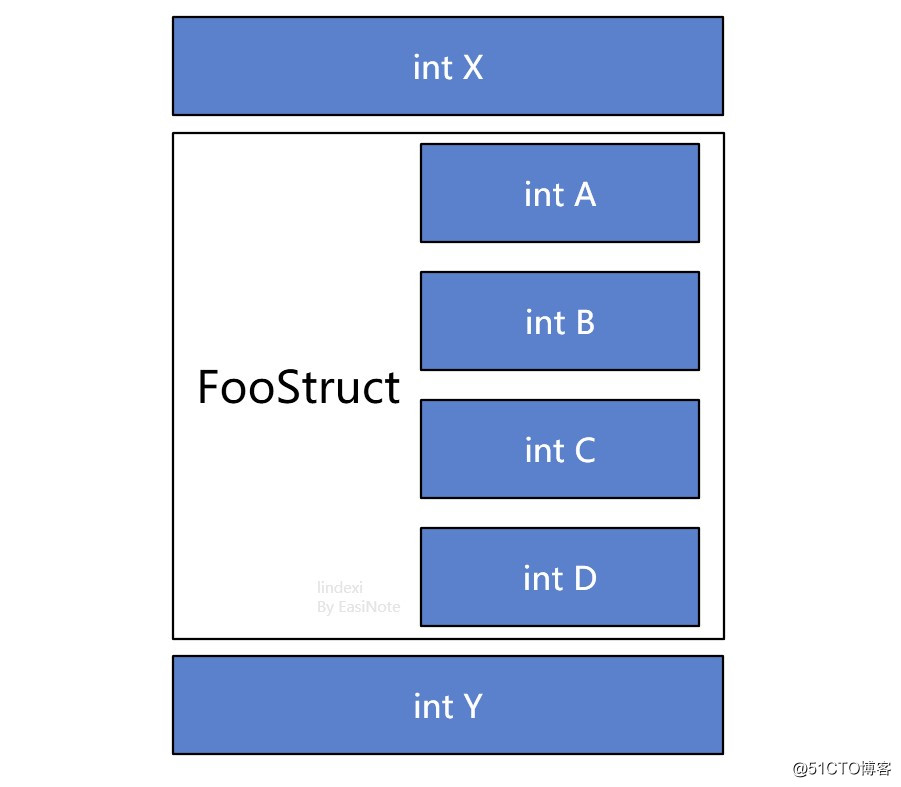 int X
int A
int B
FooStruct
int C
int D
lindexi
By EasiNote
int Y
@51CTO博客